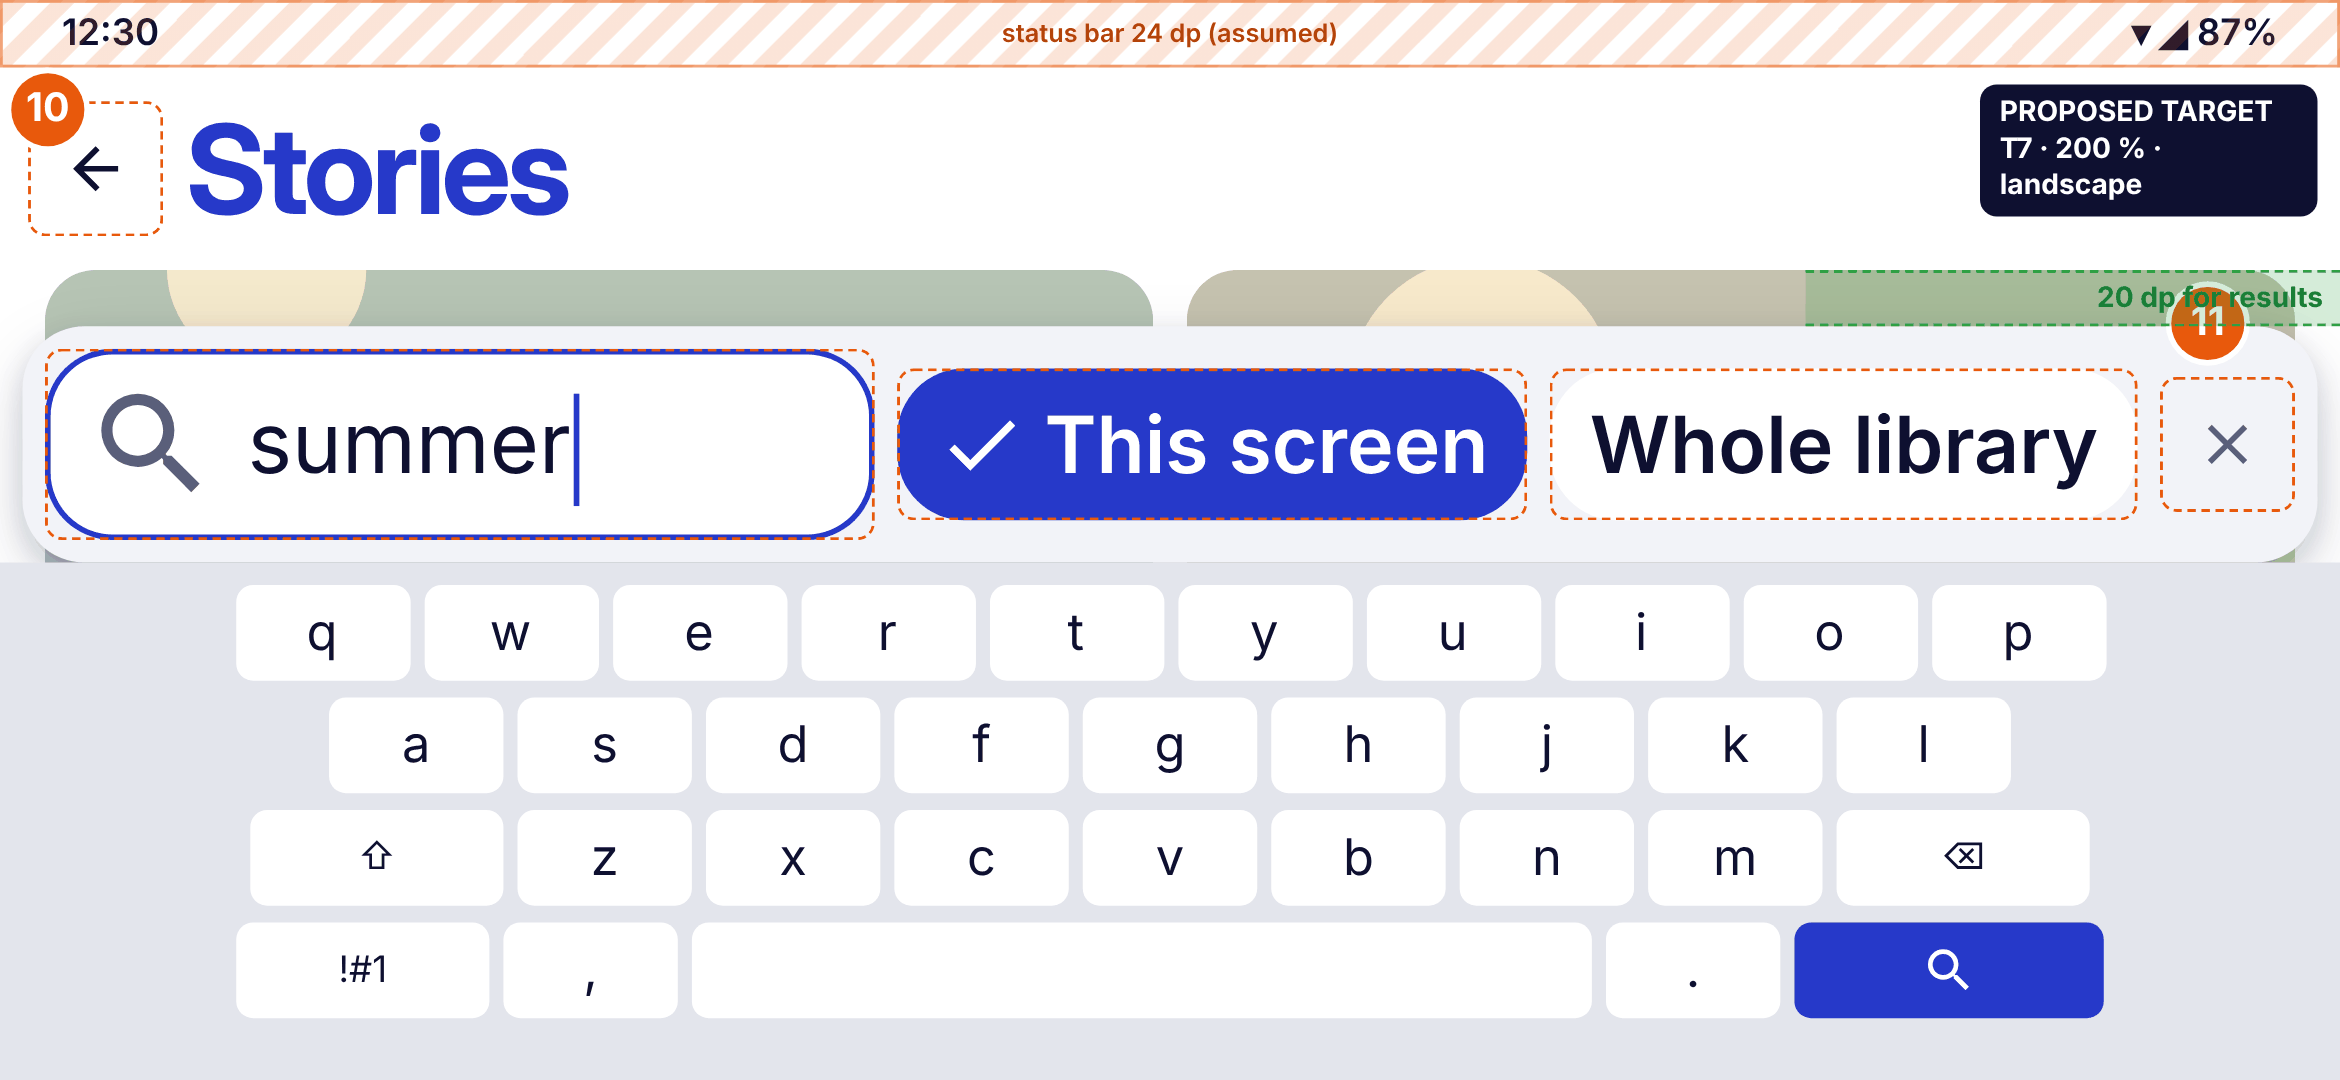 12:30
status bar 24 dp (assumed)
87%
10
Stories
PROPOSED TARGET
T7 · 200 % ·
landscape
20 dp for results
11
summer
This screen
Whole library
q w e r t y u i o p
a s d f g h j k l
z x c v b n m
!#1 , .